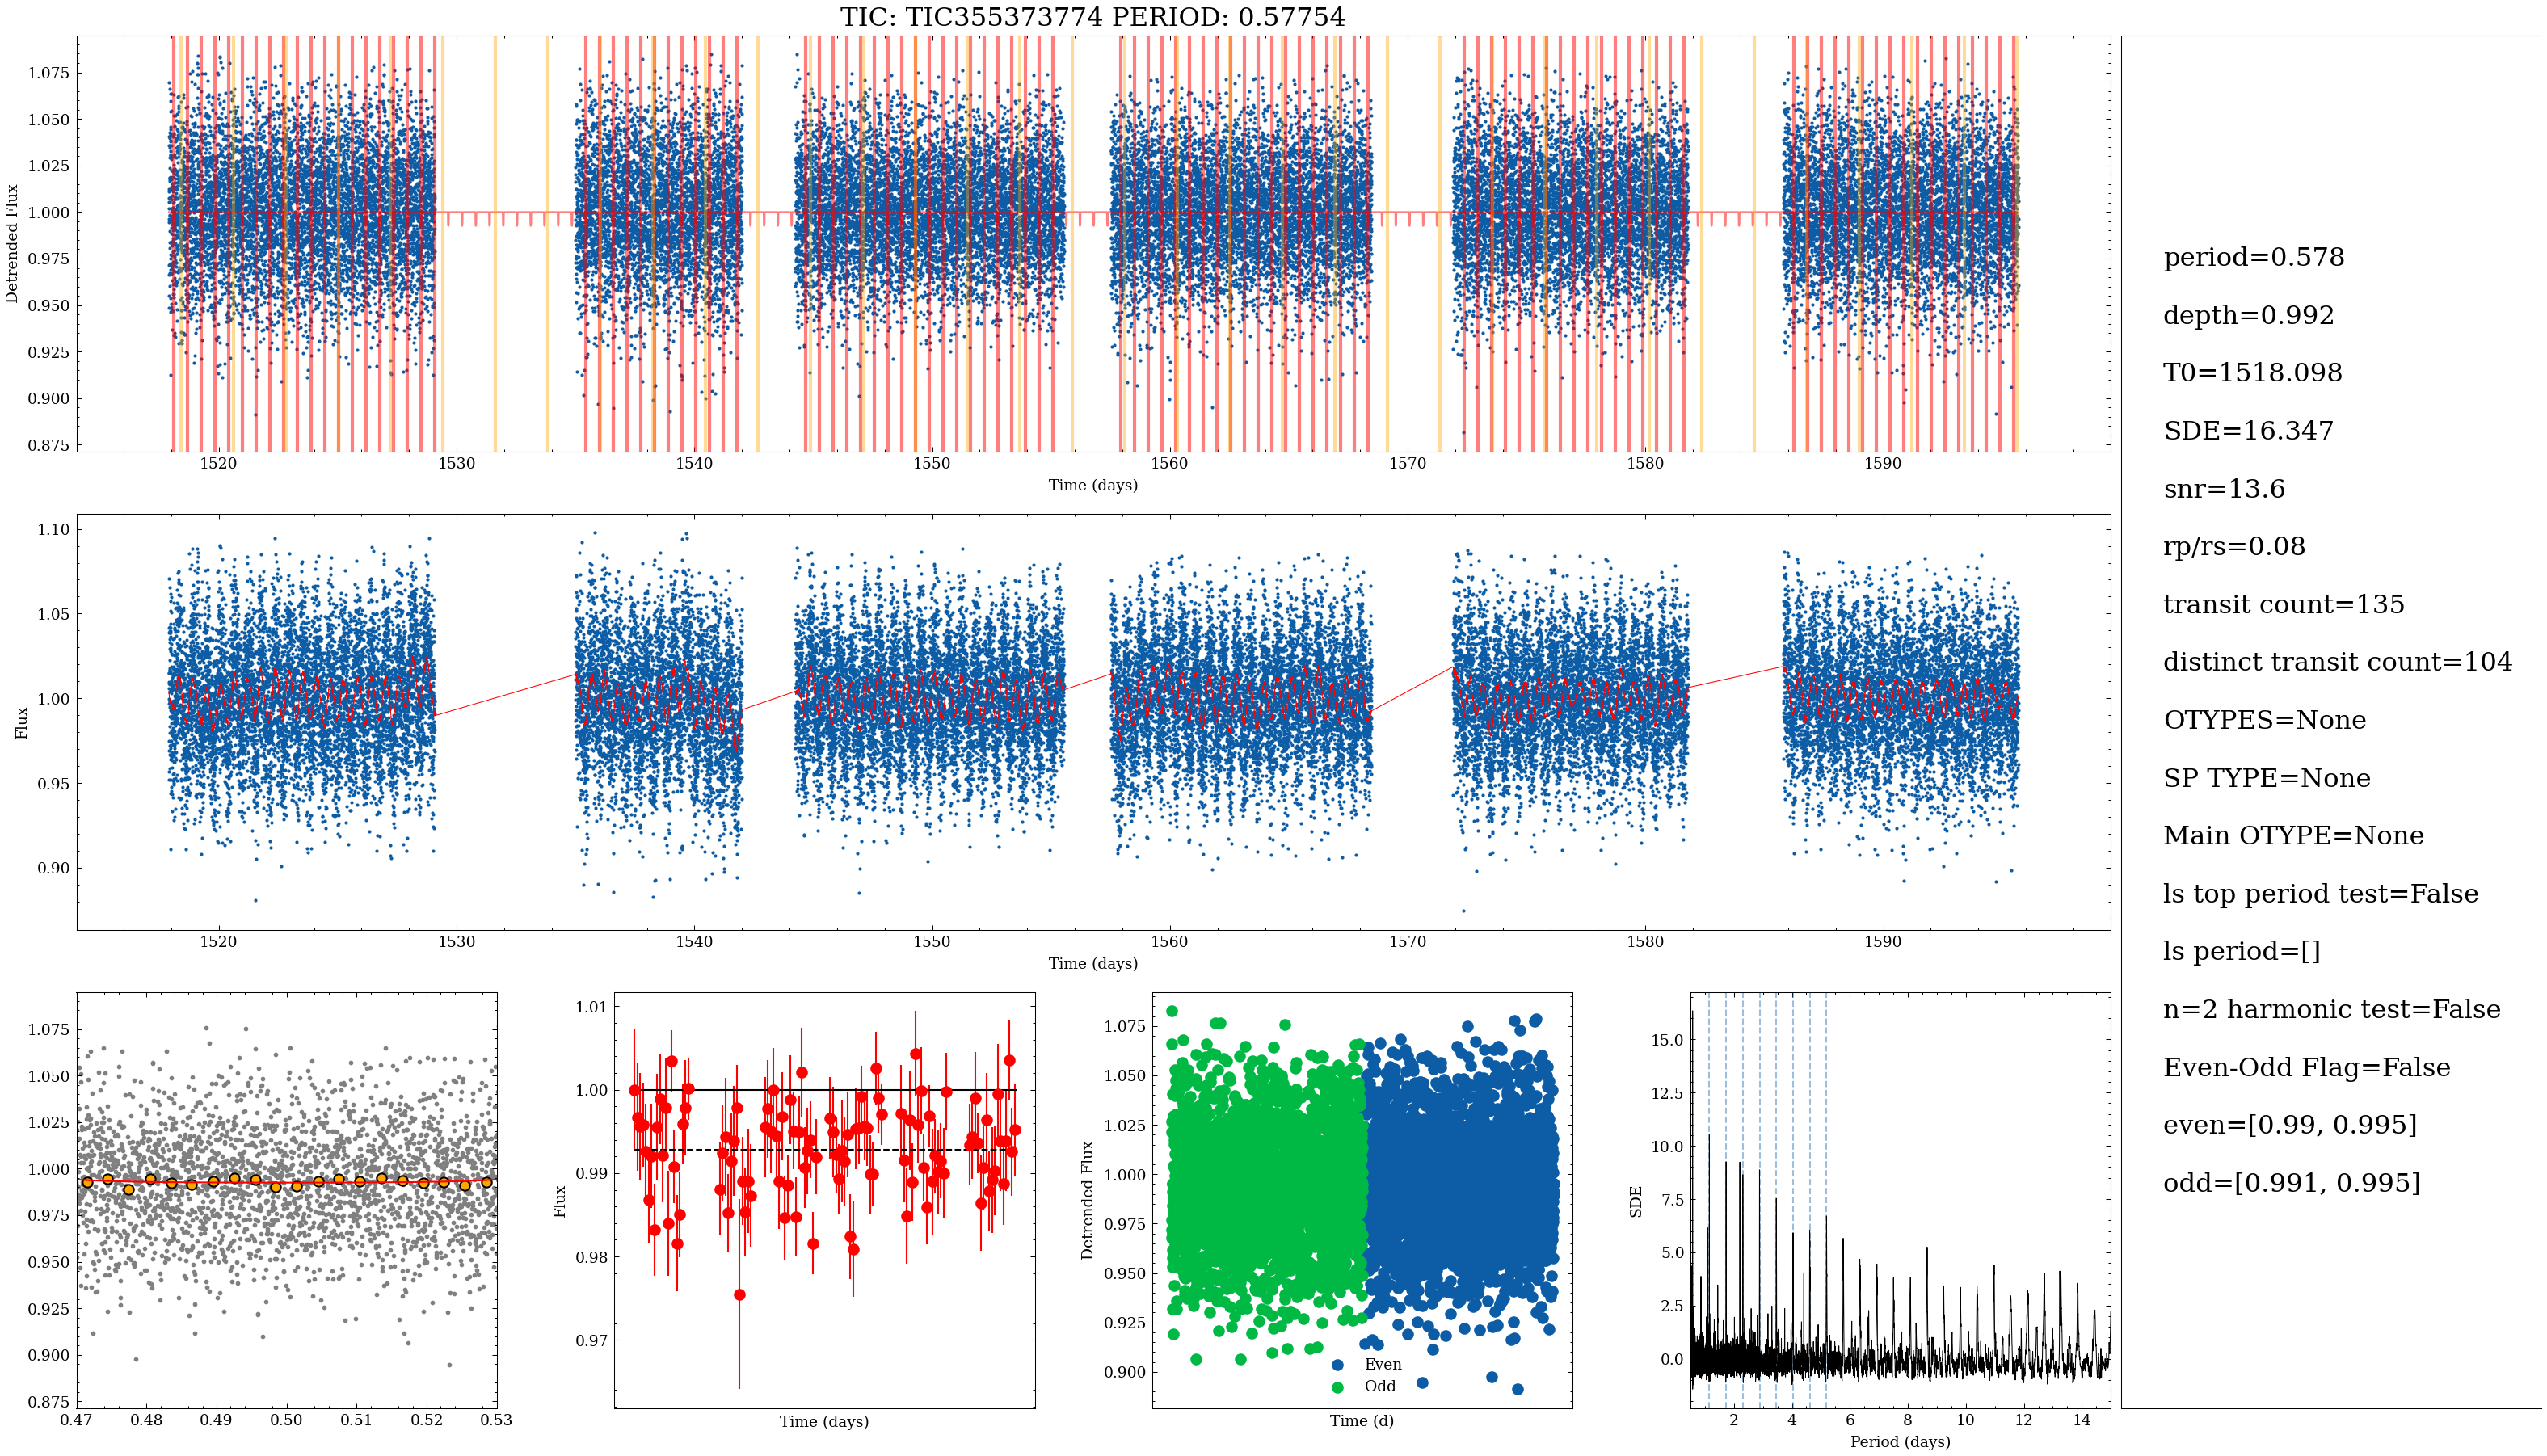 TIC: TIC355373774 PERIOD: 0.57754
1.075
1.050
1.025
1.000
0.975
0.950
0.925
0.900
0.875
Detrended Flux
1520 1530 1540 1550 1560 1570 1580 1590
Time (days)
1.10
1.05
1.00
0.95
0.90
Flux
1520 1530 1540 1550 1560 1570 1580 1590
Time (days)
1.075
1.050
1.025
1.000
0.975
0.950
0.925
0.900
0.875
0.47 0.48 0.49 0.50 0.51 0.52 0.53
1.01
1.00
0.99
0.98
0.97
Flux
Time (days)
1.075
1.050
1.025
1.000
0.975
0.950
0.925
0.900
Detrended Flux
Even
Odd
Time (d)
15.0
12.5
10.0
7.5
5.0
2.5
0.0
SDE
2 4 6 8 10 12 14
Period (days)
period=0.578
depth=0.992
T0=1518.098
SDE=16.347
snr=13.6
rp/rs=0.08
transit count=135
distinct transit count=104
OTYPES=None
SP TYPE=None
Main OTYPE=None
ls top period test=False
ls period=[]
n=2 harmonic test=False
Even-Odd Flag=False
even=[0.99, 0.995]
odd=[0.991, 0.995]